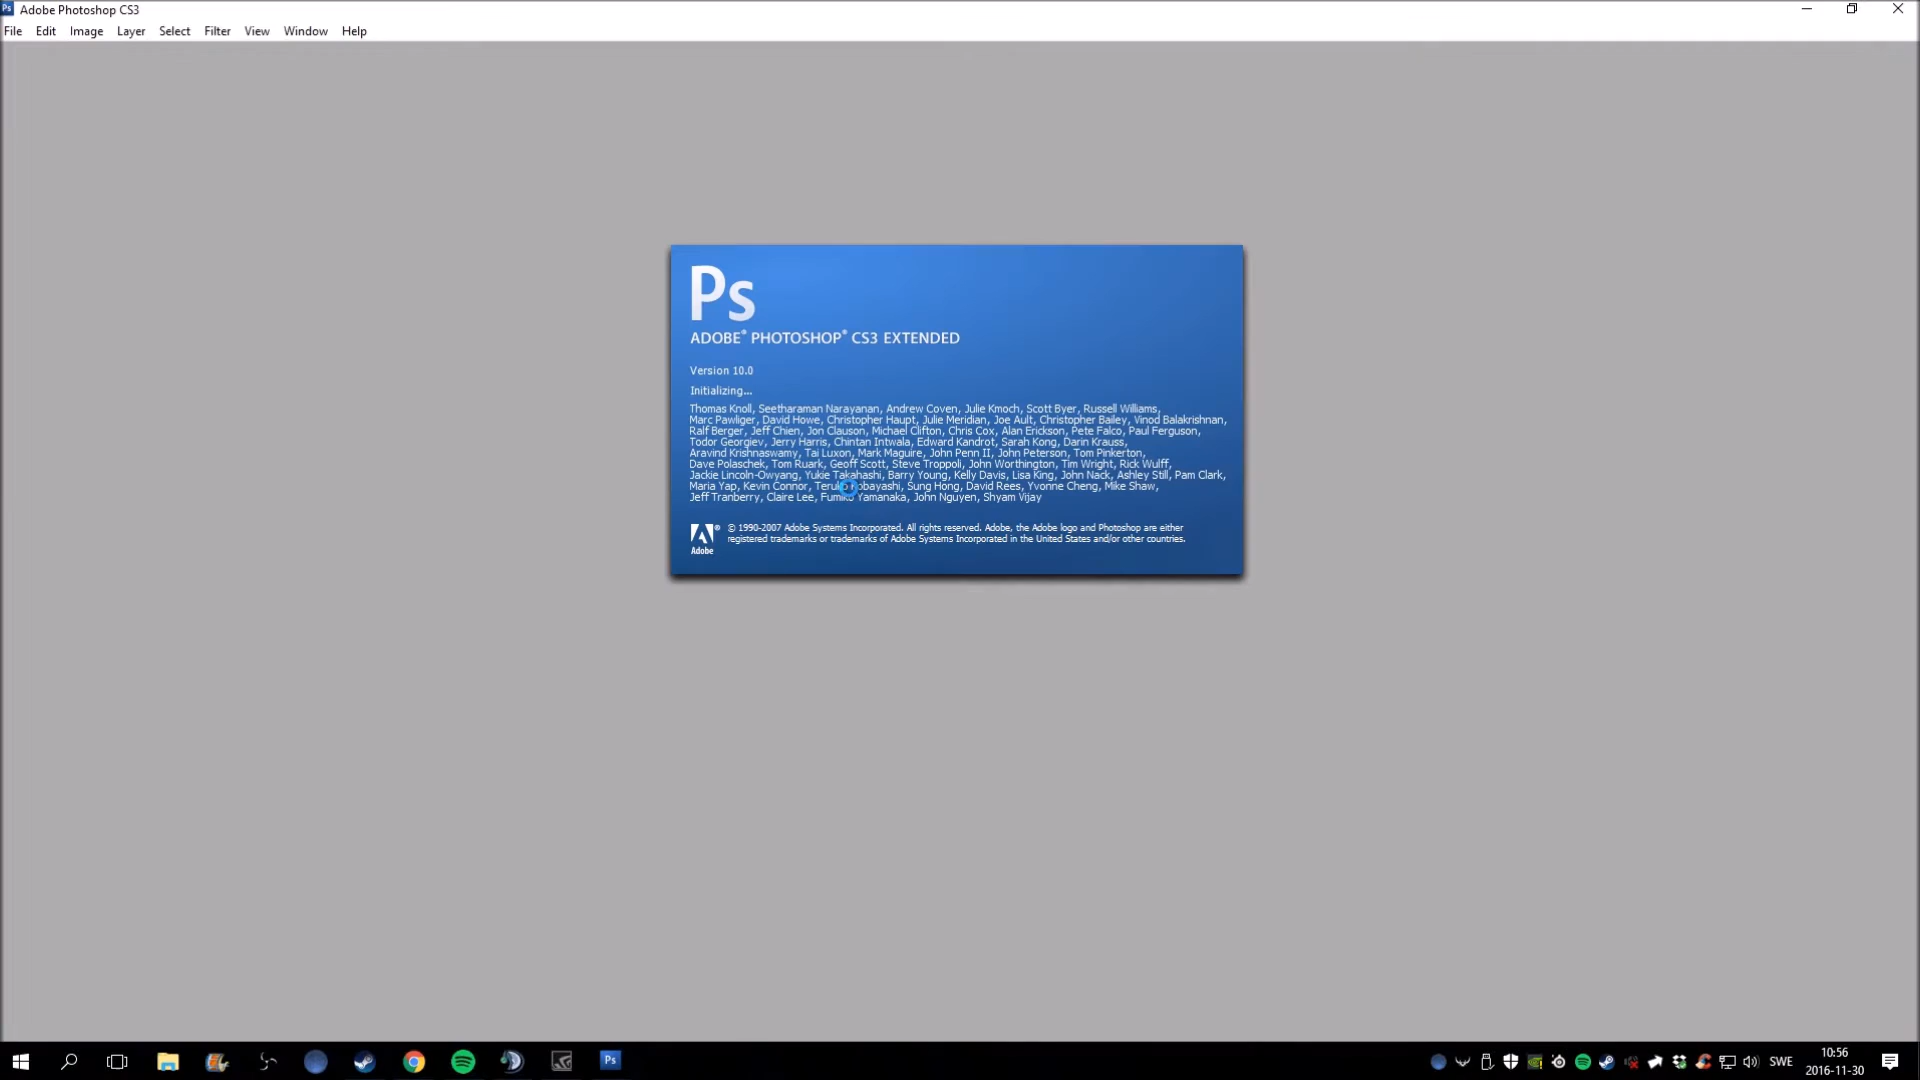 Ps Adobe Photoshop CS3
File Edit Image Layer Select Filter View Window Help
Ps
ADOBE® PHOTOSHOP® CS3 EXTENDED
Version 10.0
Initializing...
Thomas Knoll, Seetharaman Narayanan, Andrew Coven, Julie Kmoch, Scott Byer, Russell Williams,
Marc Pawliger, David Howe, Christopher Haupt, Julie Meridian, Joe Ault, Christopher Bailey, Vinod Balakrishnan,
Ralf Berger, Jeff Chien, Jon Clauson, Michael Clifton, Chris Cox, Alan Erickson, Pete Falco, Paul Ferguson,
Todor Georgiev, Jerry Harris, Chintan Intwala, Edward Kandrot, Sarah Kong, Darin Krauss,
Aravind Krishnaswamy, Tai Luxon, Mark Maguire, John Penn II, John Peterson, Tom Pinkerton,
Dave Polaschek, Tom Ruark, Geoff Scott, Steve Troppoli, John Worthington, Tim Wright, Rick Wulff,
Jackie Lincoln-Owyang, Yukie Takahashi, Barry Young, Kelly Davis, Lisa King, John Nack, Ashley Still, Pam Clark,
Maria Yap, Kevin Connor, Sung Hong, David Rees, Yvonne Cheng, Mike Shaw,
Jeff Tranberry, Claire Lee, Fumiko Yamanaka, John Nguyen, Shyam Vijay
© 1990-2007 Adobe Systems Incorporated. All rights reserved. Adobe, the Adobe logo and Photoshop are either
registered trademarks or trademarks of Adobe Systems Incorporated in the United States and/or other countries.
Adobe
Ps
SWE
10:56
2016-11-30